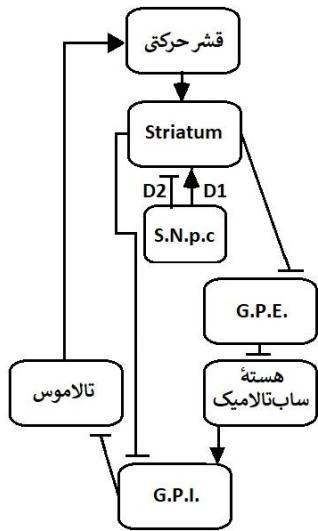 قشر حرکتی
Striatum
D2
D1
S.N.p.c
G.P.E.
تالاموس
هستهٔ
ساب‌تالامیک
G.P.I.